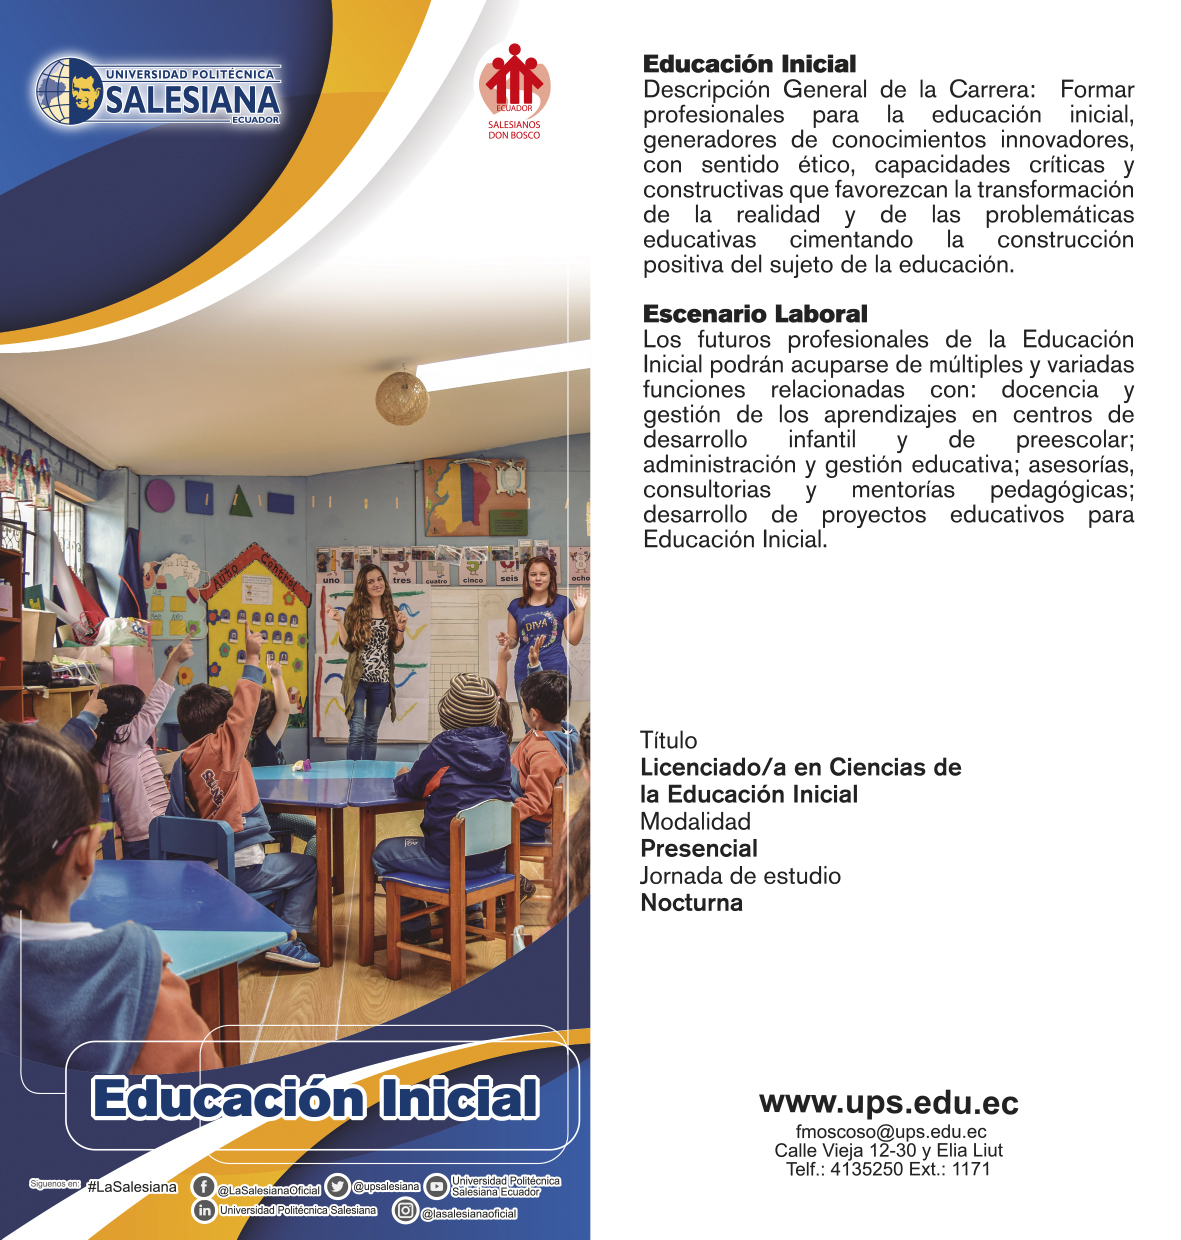 UNIVERSIDAD POLITÉCNICA
SALESIANA
ECUADOR
ECUADOR
SALESIANOS
DON BOSCO
Auto Control
uno
tres
cuatro
cinco
seis
ocho
DIVA
Educación Inicial
Siguenos en:
#LaSalesiana
@LaSalesianaOficial
@upsalesiana
Universidad Politécnica
Salesiana Ecuador
Universidad Politécnica Salesiana
@lasalesianaoficial
Educación Inicial
Descripción General de la Carrera: Formar
profesionales para la educación inicial,
generadores de conocimientos innovadores,
con sentido ético, capacidades críticas y
constructivas que favorezcan la transformación
de la realidad y de las problemáticas
educativas cimentando la construcción
positiva del sujeto de la educación.
Escenario Laboral
Los futuros profesionales de la Educación
Inicial podrán acuparse de múltiples y variadas
funciones relacionadas con: docencia y
gestión de los aprendizajes en centros de
desarrollo infantil y de preescolar;
administración y gestión educativa; asesorías,
consultorias y mentorías pedagógicas;
desarrollo de proyectos educativos para
Educación Inicial.
Título
Licenciado/a en Ciencias de
la Educación Inicial
Modalidad
Presencial
Jornada de estudio
Nocturna
www.ups.edu.ec
fmoscoso@ups.edu.ec
Calle Vieja 12-30 y Elia Liut
Telf.: 4135250 Ext.: 1171